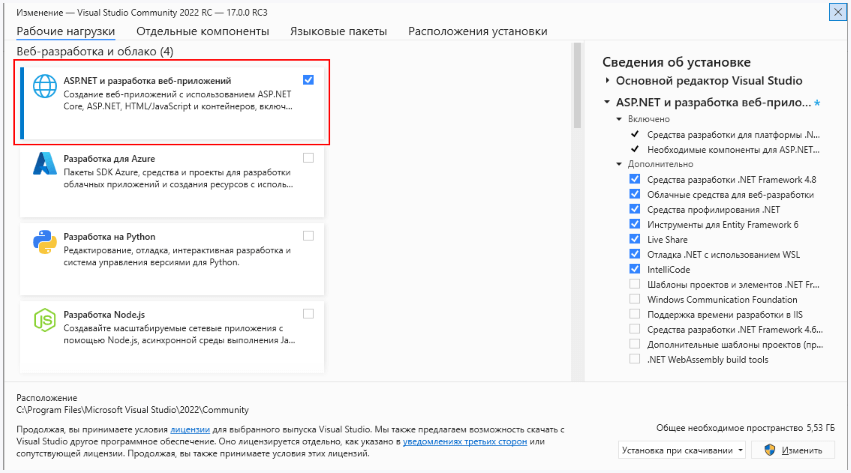 Изменение — Visual Studio Community 2022 RC — 17.0.0 RC3
Рабочие нагрузки Отдельные компоненты Языковые пакеты Расположения установки
Веб-разработка и облако (4)
ASP.NET и разработка веб-приложений
Создание веб-приложений с использованием ASP.NET
Core, ASP.NET, HTML/JavaScript и контейнеров, включ...
Разработка для Azure
Пакеты SDK Azure, средства и проекты для разработки
облачных приложений и создания ресурсов с исполь...
Разработка на Python
Редактирование, отладка, интерактивная разработка и
система управления версиями для Python.
JS
Разработка Node.js
Создавайте масштабируемые сетевые приложения с
помощью Node.js, асинхронной среды выполнения Ja...
Сведения об установке
Основной редактор Visual Studio
ASP.NET и разработка веб-прило... *
Включено
Средства разработки для платформы .N...
Необходимые компоненты для ASP.NET...
Дополнительно
Средства разработки .NET Framework 4.8
Облачные средства для веб-разработки
Средства профилирования .NET
Инструменты для Entity Framework 6
Live Share
Отладка .NET с использованием WSL
IntelliCode
Шаблоны проектов и элементов .NET Fr...
Windows Communication Foundation
Поддержка времени разработки в IIS
Средства разработки .NET Framework 4.6...
Дополнительные шаблоны проектов (пр...
.NET WebAssembly build tools
Расположение
C:\Program Files\Microsoft Visual Studio\2022\Community
Продолжая, вы принимаете условия лицензии для выбранного выпуска Visual Studio. Мы также предлагаем возможность скачать с
Visual Studio другое программное обеспечение. Оно лицензируется отдельно, как указано в уведомлениях третьих сторон или
сопутствующей лицензии. Продолжая, вы также принимаете условия этих лицензий.
Общее необходимое пространство 5,53 ГБ
Установка при скачивании
Изменить